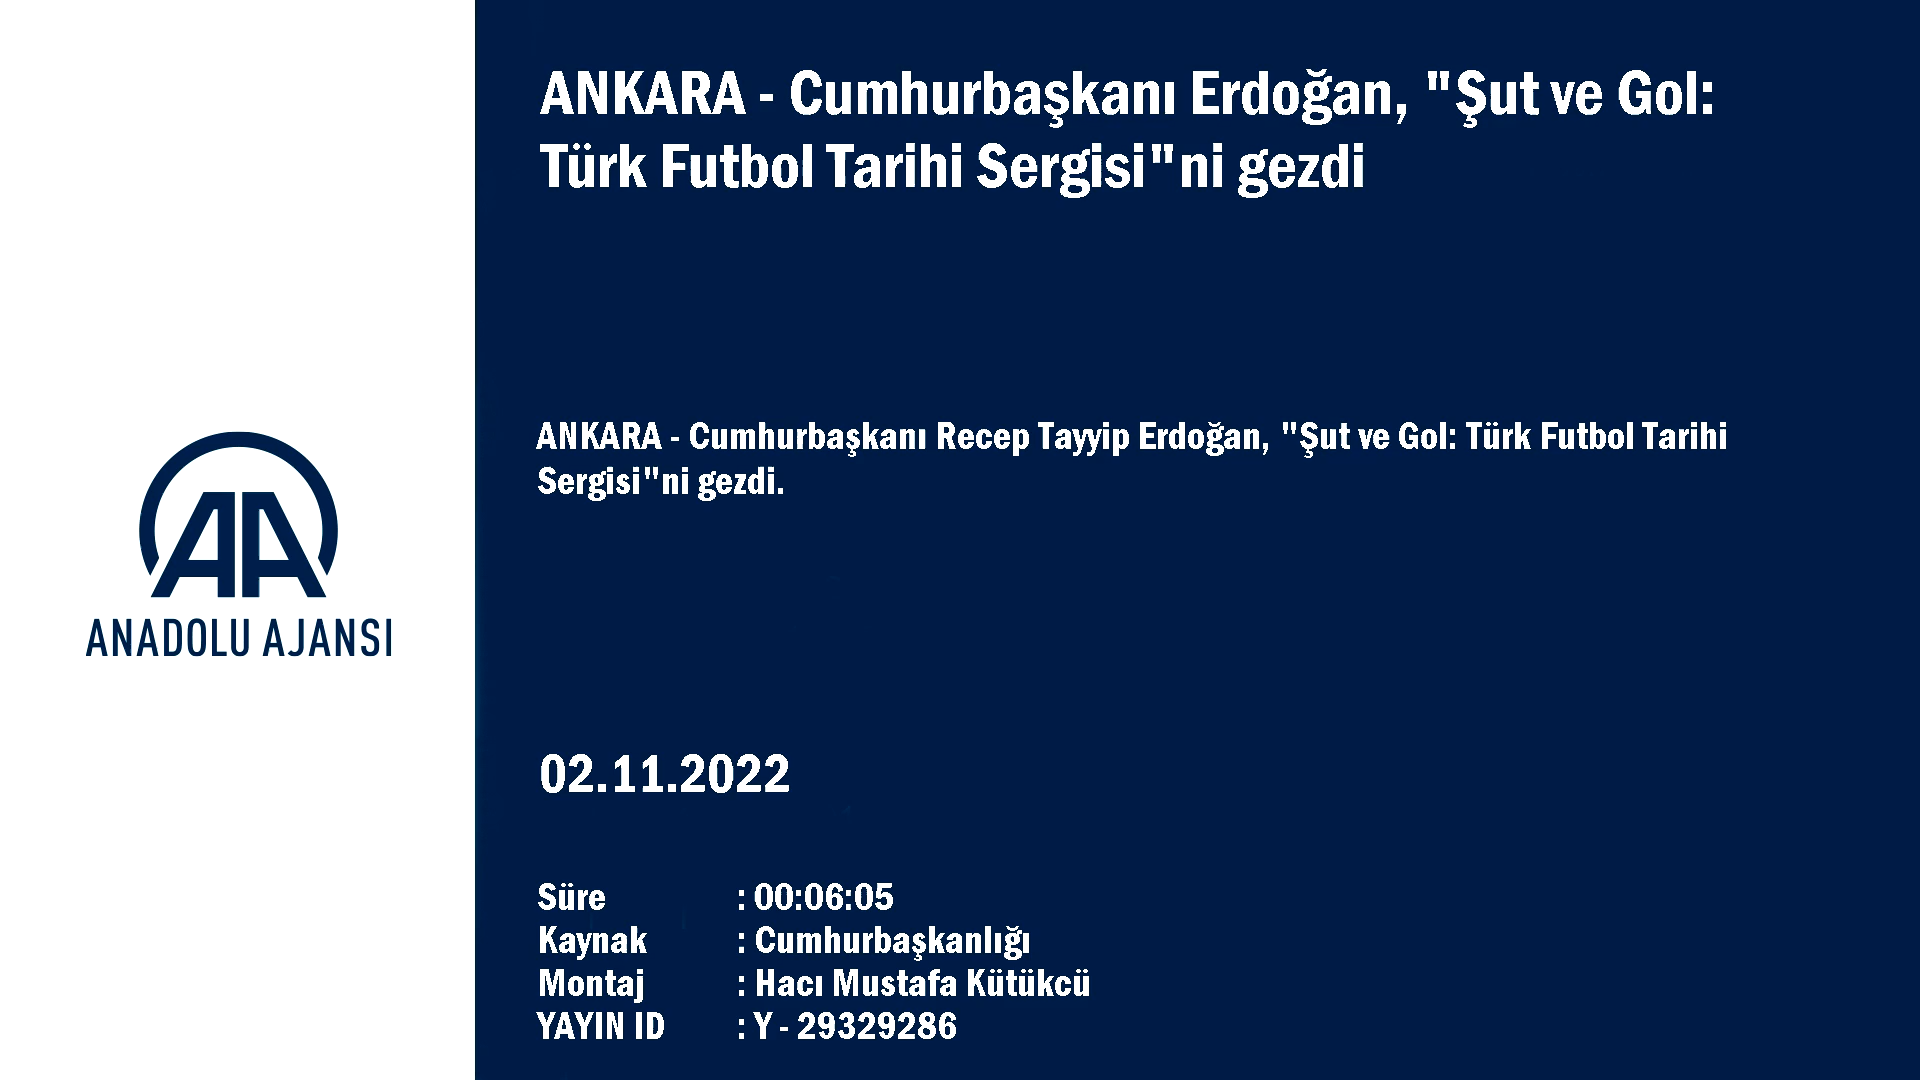 ANKARA - Cumhurbaşkanı Erdoğan, "Şut ve Gol:
Türk Futbol Tarihi Sergisi"ni gezdi
ANKARA - Cumhurbaşkanı Recep Tayyip Erdoğan, "Şut ve Gol: Türk Futbol Tarihi
Sergisi"ni gezdi.
AA
ANADOLU AJANSI
02.11.2022
Süre : 00:06:05
Kaynak : Cumhurbaşkanlığı
Montaj : Hacı Mustafa Kütükcü
YAYIN ID : Y - 29329286